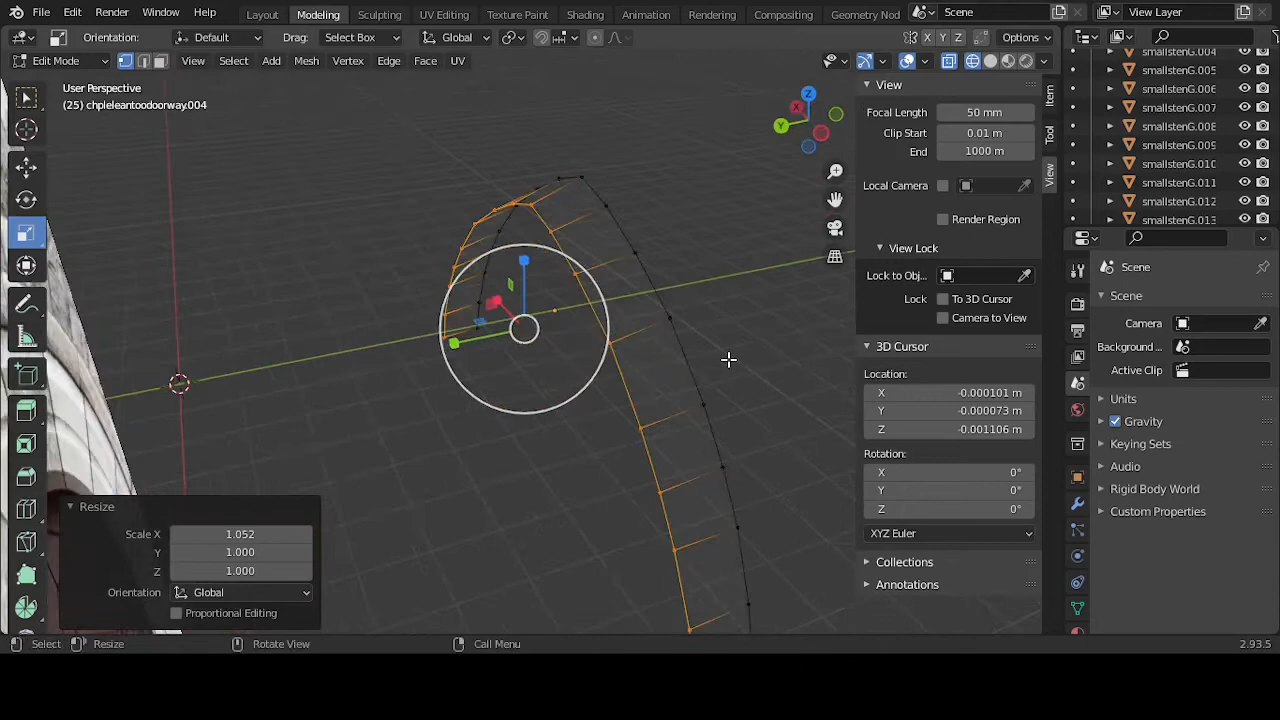 File Edit Render Window Help Layout Modeling Sculpting UV Editing Texture Paint Shading Animation Rendering Compositing Geometry Nod Scene View Layer
Orientation: Default Drag: Select Box Global X Y Z Options
Edit Mode View Select Add Mesh Vertex Edge Face UV
User Perspective
(25) chpleleantoodoorway.004
Z
X
Y
View
Focal Length 50 mm
Clip Start 0.01 m
End 1000 m
Local Camera
Render Region
View Lock
Lock to Obj...
Lock To 3D Cursor
Camera to View
3D Cursor
Location:
X -0.000101 m
Y -0.000073 m
Z -0.001106 m
Rotation:
X 0°
Y 0°
Z 0°
XYZ Euler
Collections
Annotations
Item
Tool
View
smallstenG.004
smallstenG.005
smallstenG.006
smallstenG.007
smallstenG.008
smallstenG.009
smallstenG.010
smallstenG.011
smallstenG.012
smallstenG.013
Scene
Scene
Camera
Background ...
Active Clip
Units
Gravity
Keying Sets
Audio
Rigid Body World
Custom Properties
Resize
Scale X 1.052
Y 1.000
Z 1.000
Orientation Global
Proportional Editing
Select Resize Rotate View Call Menu 2.93.5